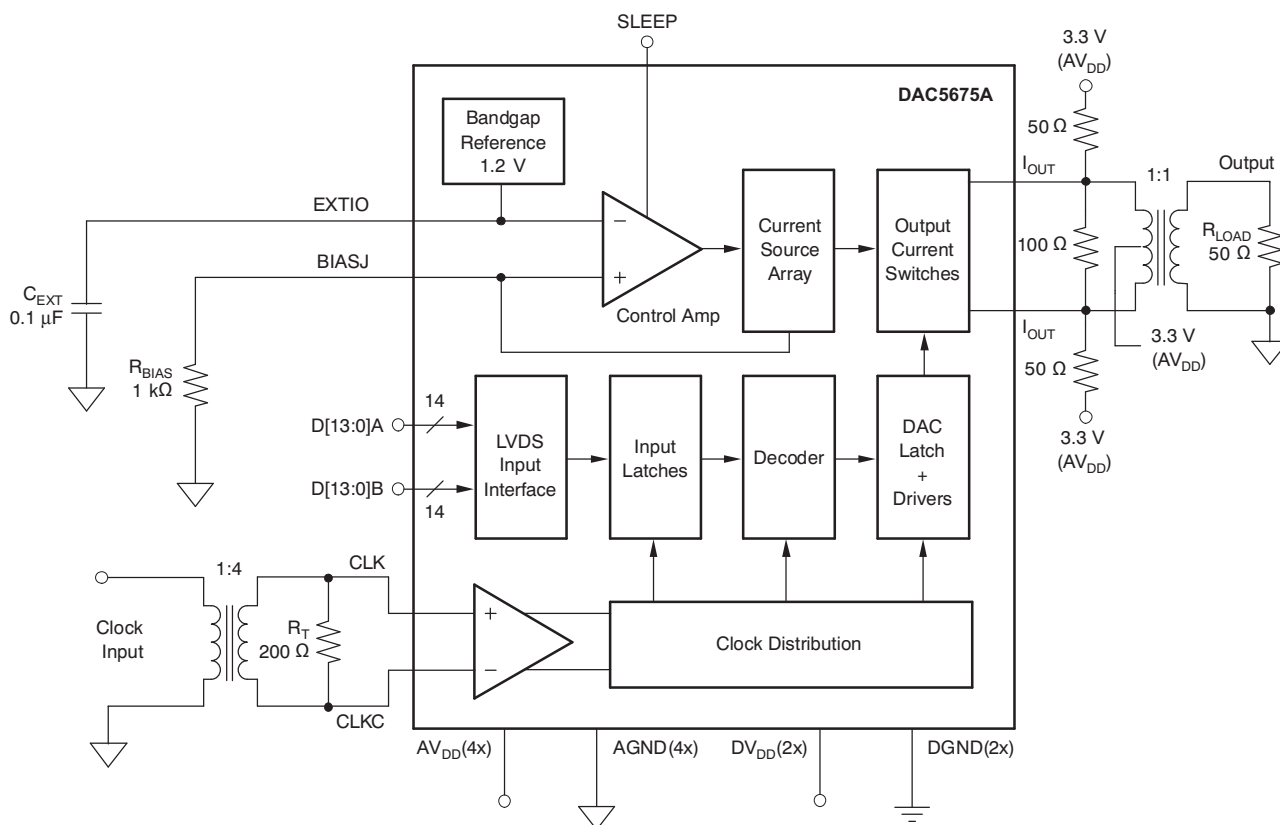 SLEEP
3.3 V
(AV_DD)
DAC5675A
50 Ω
Bandgap
Reference
1.2 V
I_OUT
1:1
Output
EXTIO
−
Current
Source
Array
Output
Current
Switches
100 Ω
R_LOAD
50 Ω
BIASJ
+
C_EXT
0.1 μF
Control Amp
I_OUT
3.3 V
(AV_DD)
R_BIAS
1 kΩ
50 Ω
14
D[13:0]A
LVDS
Input
Interface
Input
Latches
Decoder
DAC
Latch
+
Drivers
3.3 V
(AV_DD)
D[13:0]B
14
1:4
CLK
+
Clock
Input
R_T
200 Ω
Clock Distribution
−
CLKC
AV_DD(4x)
AGND(4x)
DV_DD(2x)
DGND(2x)